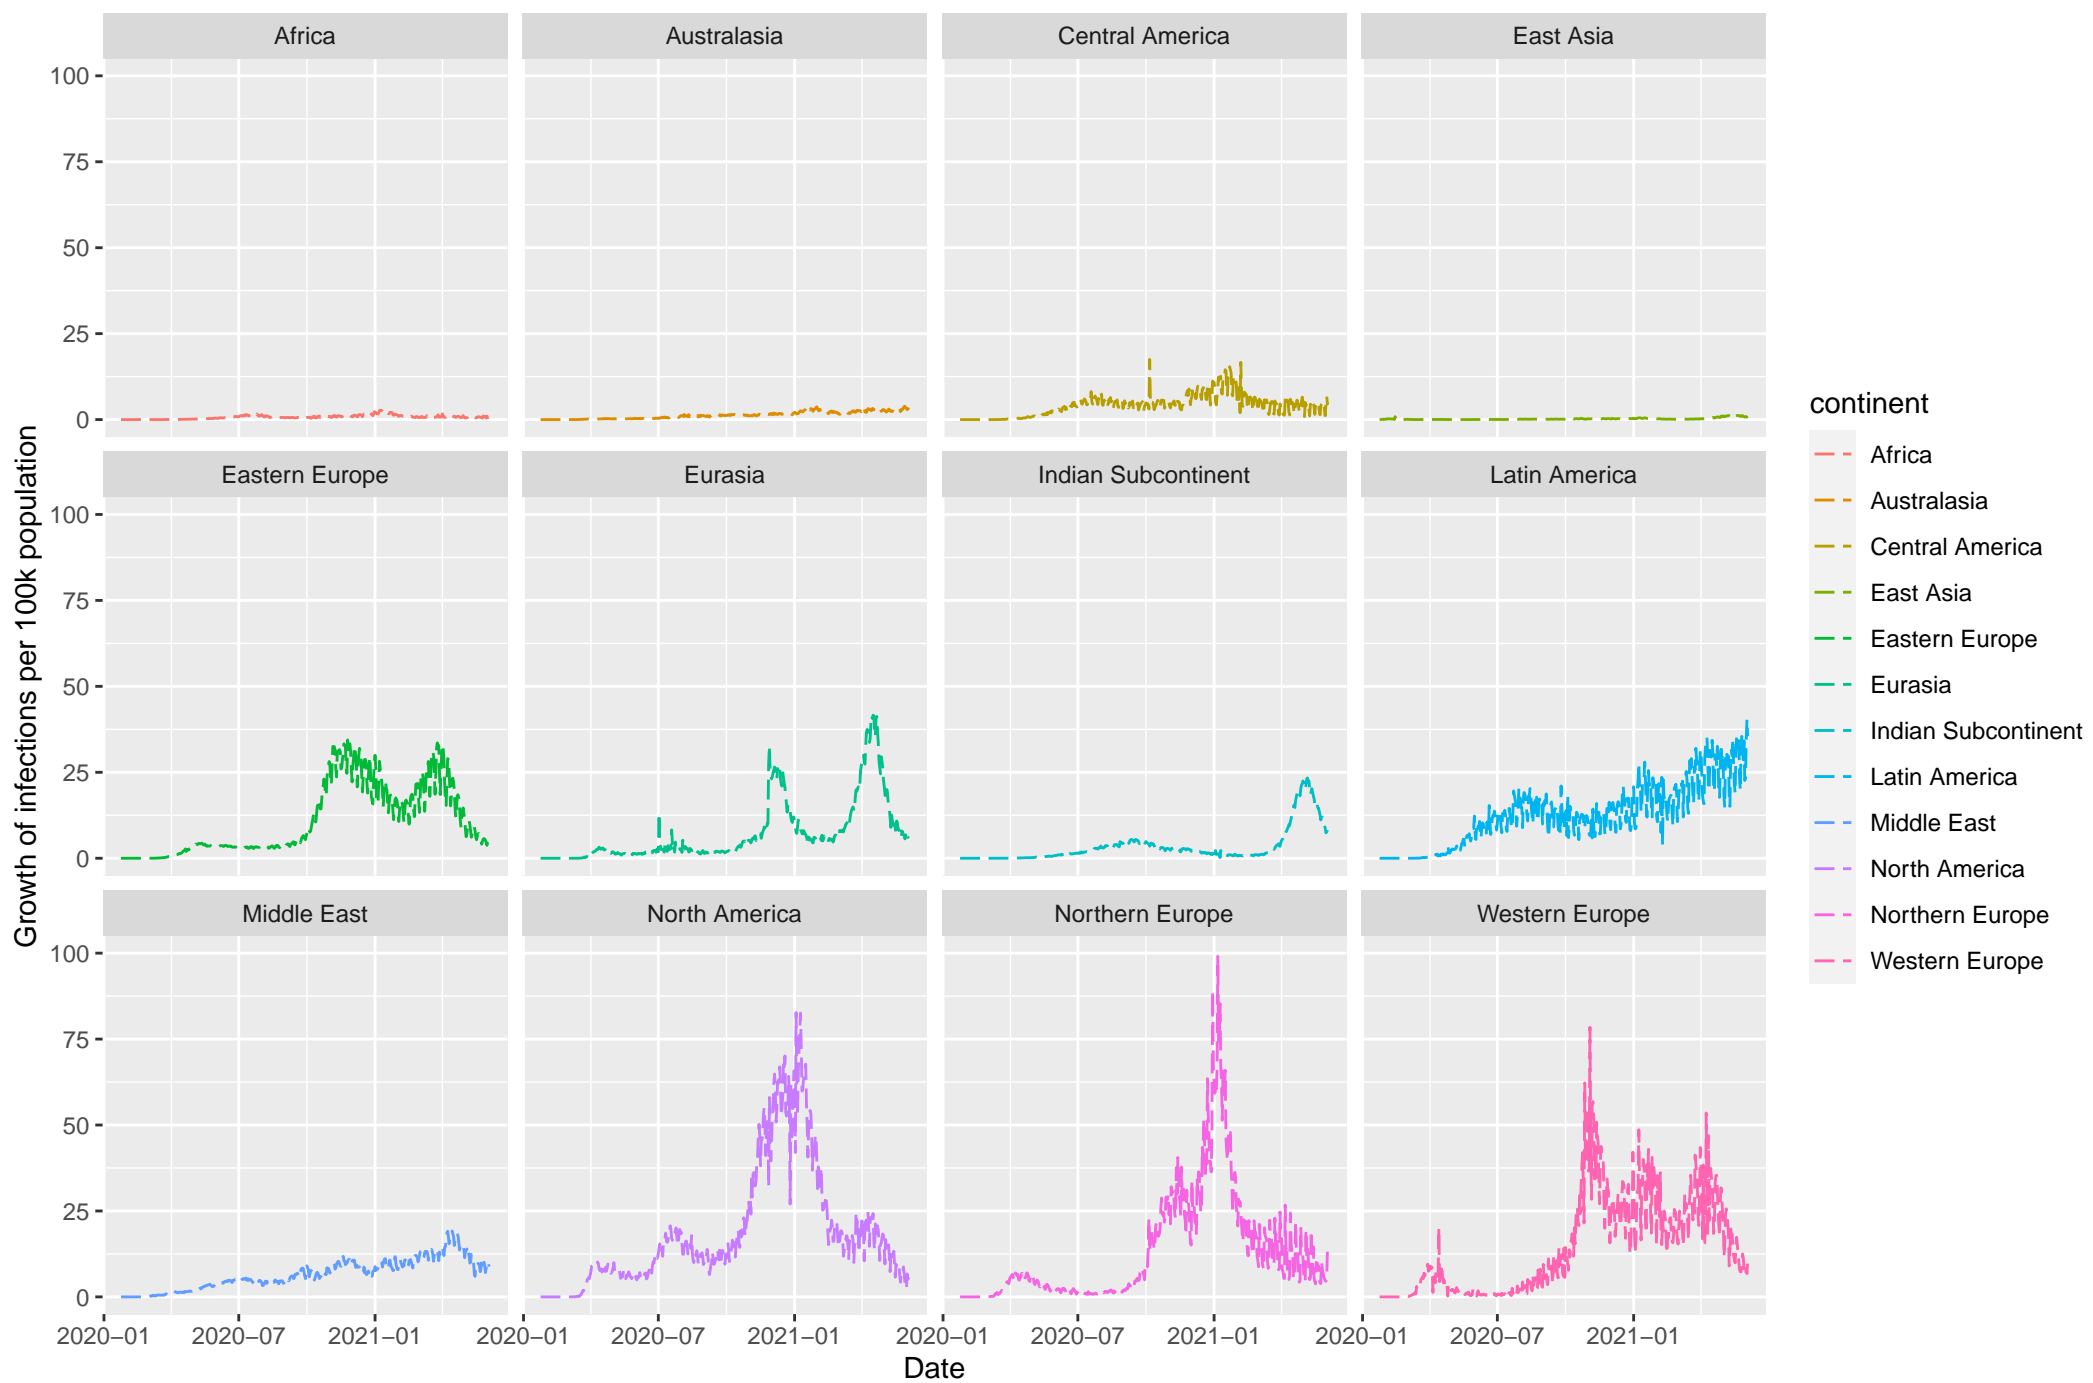 Africa
Australasia
Central America
East Asia
100
75
50
25
0
Eastern Europe
Eurasia
Indian Subcontinent
Latin America
100
75
50
25
0
Middle East
North America
Northern Europe
Western Europe
100
75
50
25
0
2020–01
2020–07
2021–01
2020–01
2020–07
2021–01
2020–01
2020–07
2021–01
2020–01
2020–07
2021–01
Date
Growth of infections per 100k population
continent
Africa
Australasia
Central America
East Asia
Eastern Europe
Eurasia
Indian Subcontinent
Latin America
Middle East
North America
Northern Europe
Western Europe